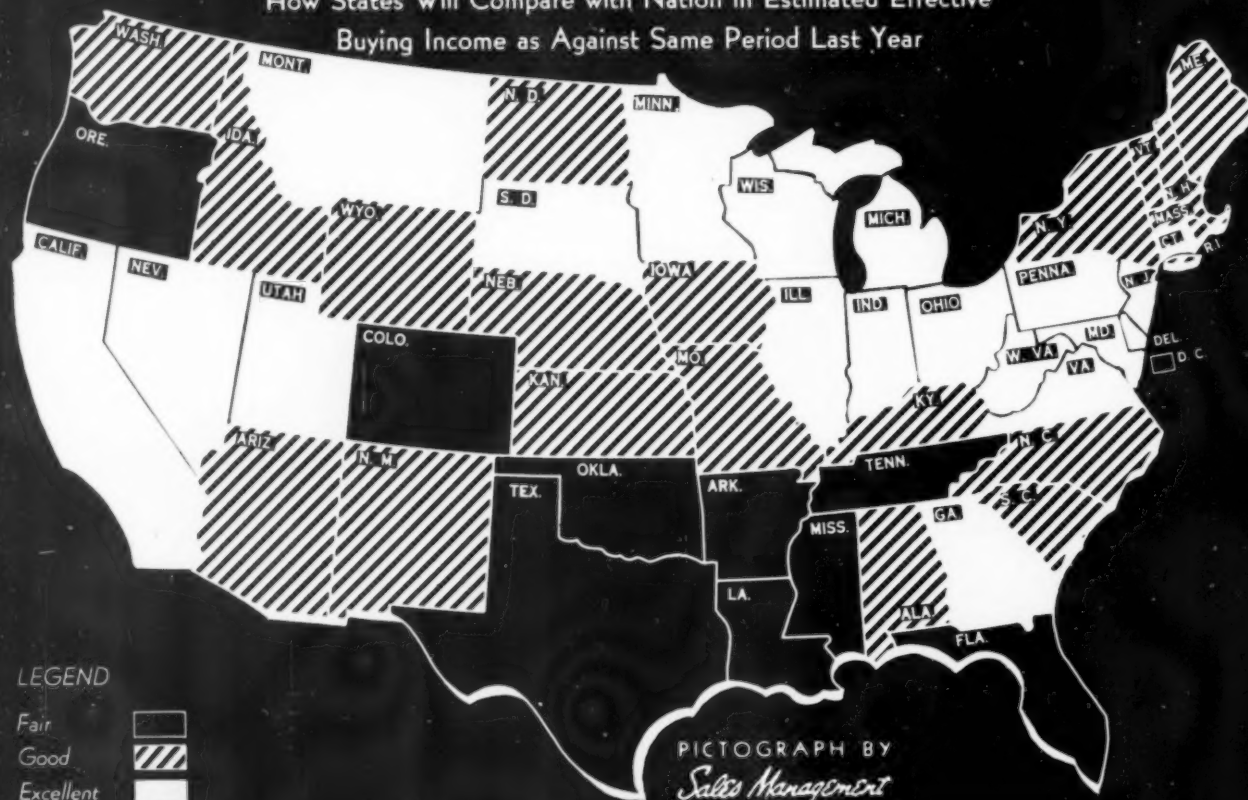 How States Will Compare with Nation in Estimated Effective
Buying Income as Against Same Period Last Year
WASH.
MONT.
N. D.
MINN.
ME.
ORE.
IDA.
VT.
WIS.
S. D.
N. H.
WYO.
MICH.
MASS.
N. Y.
CT.
R.I.
CALIF.
NEV.
IOWA
PENNA.
UTAH
NEB.
ILL.
IND.
OHIO
N. J.
COLO.
MD.
DEL.
W. VA.
D. C.
MO.
VA.
KAN.
KY.
ARIZ.
N. M.
N. C.
OKLA.
TENN.
TEX.
ARK.
S. C.
GA.
MISS.
LA.
ALA.
FLA.
LEGEND
Fair
Good
Excellent
PICTOGRAPH BY
Sales Management